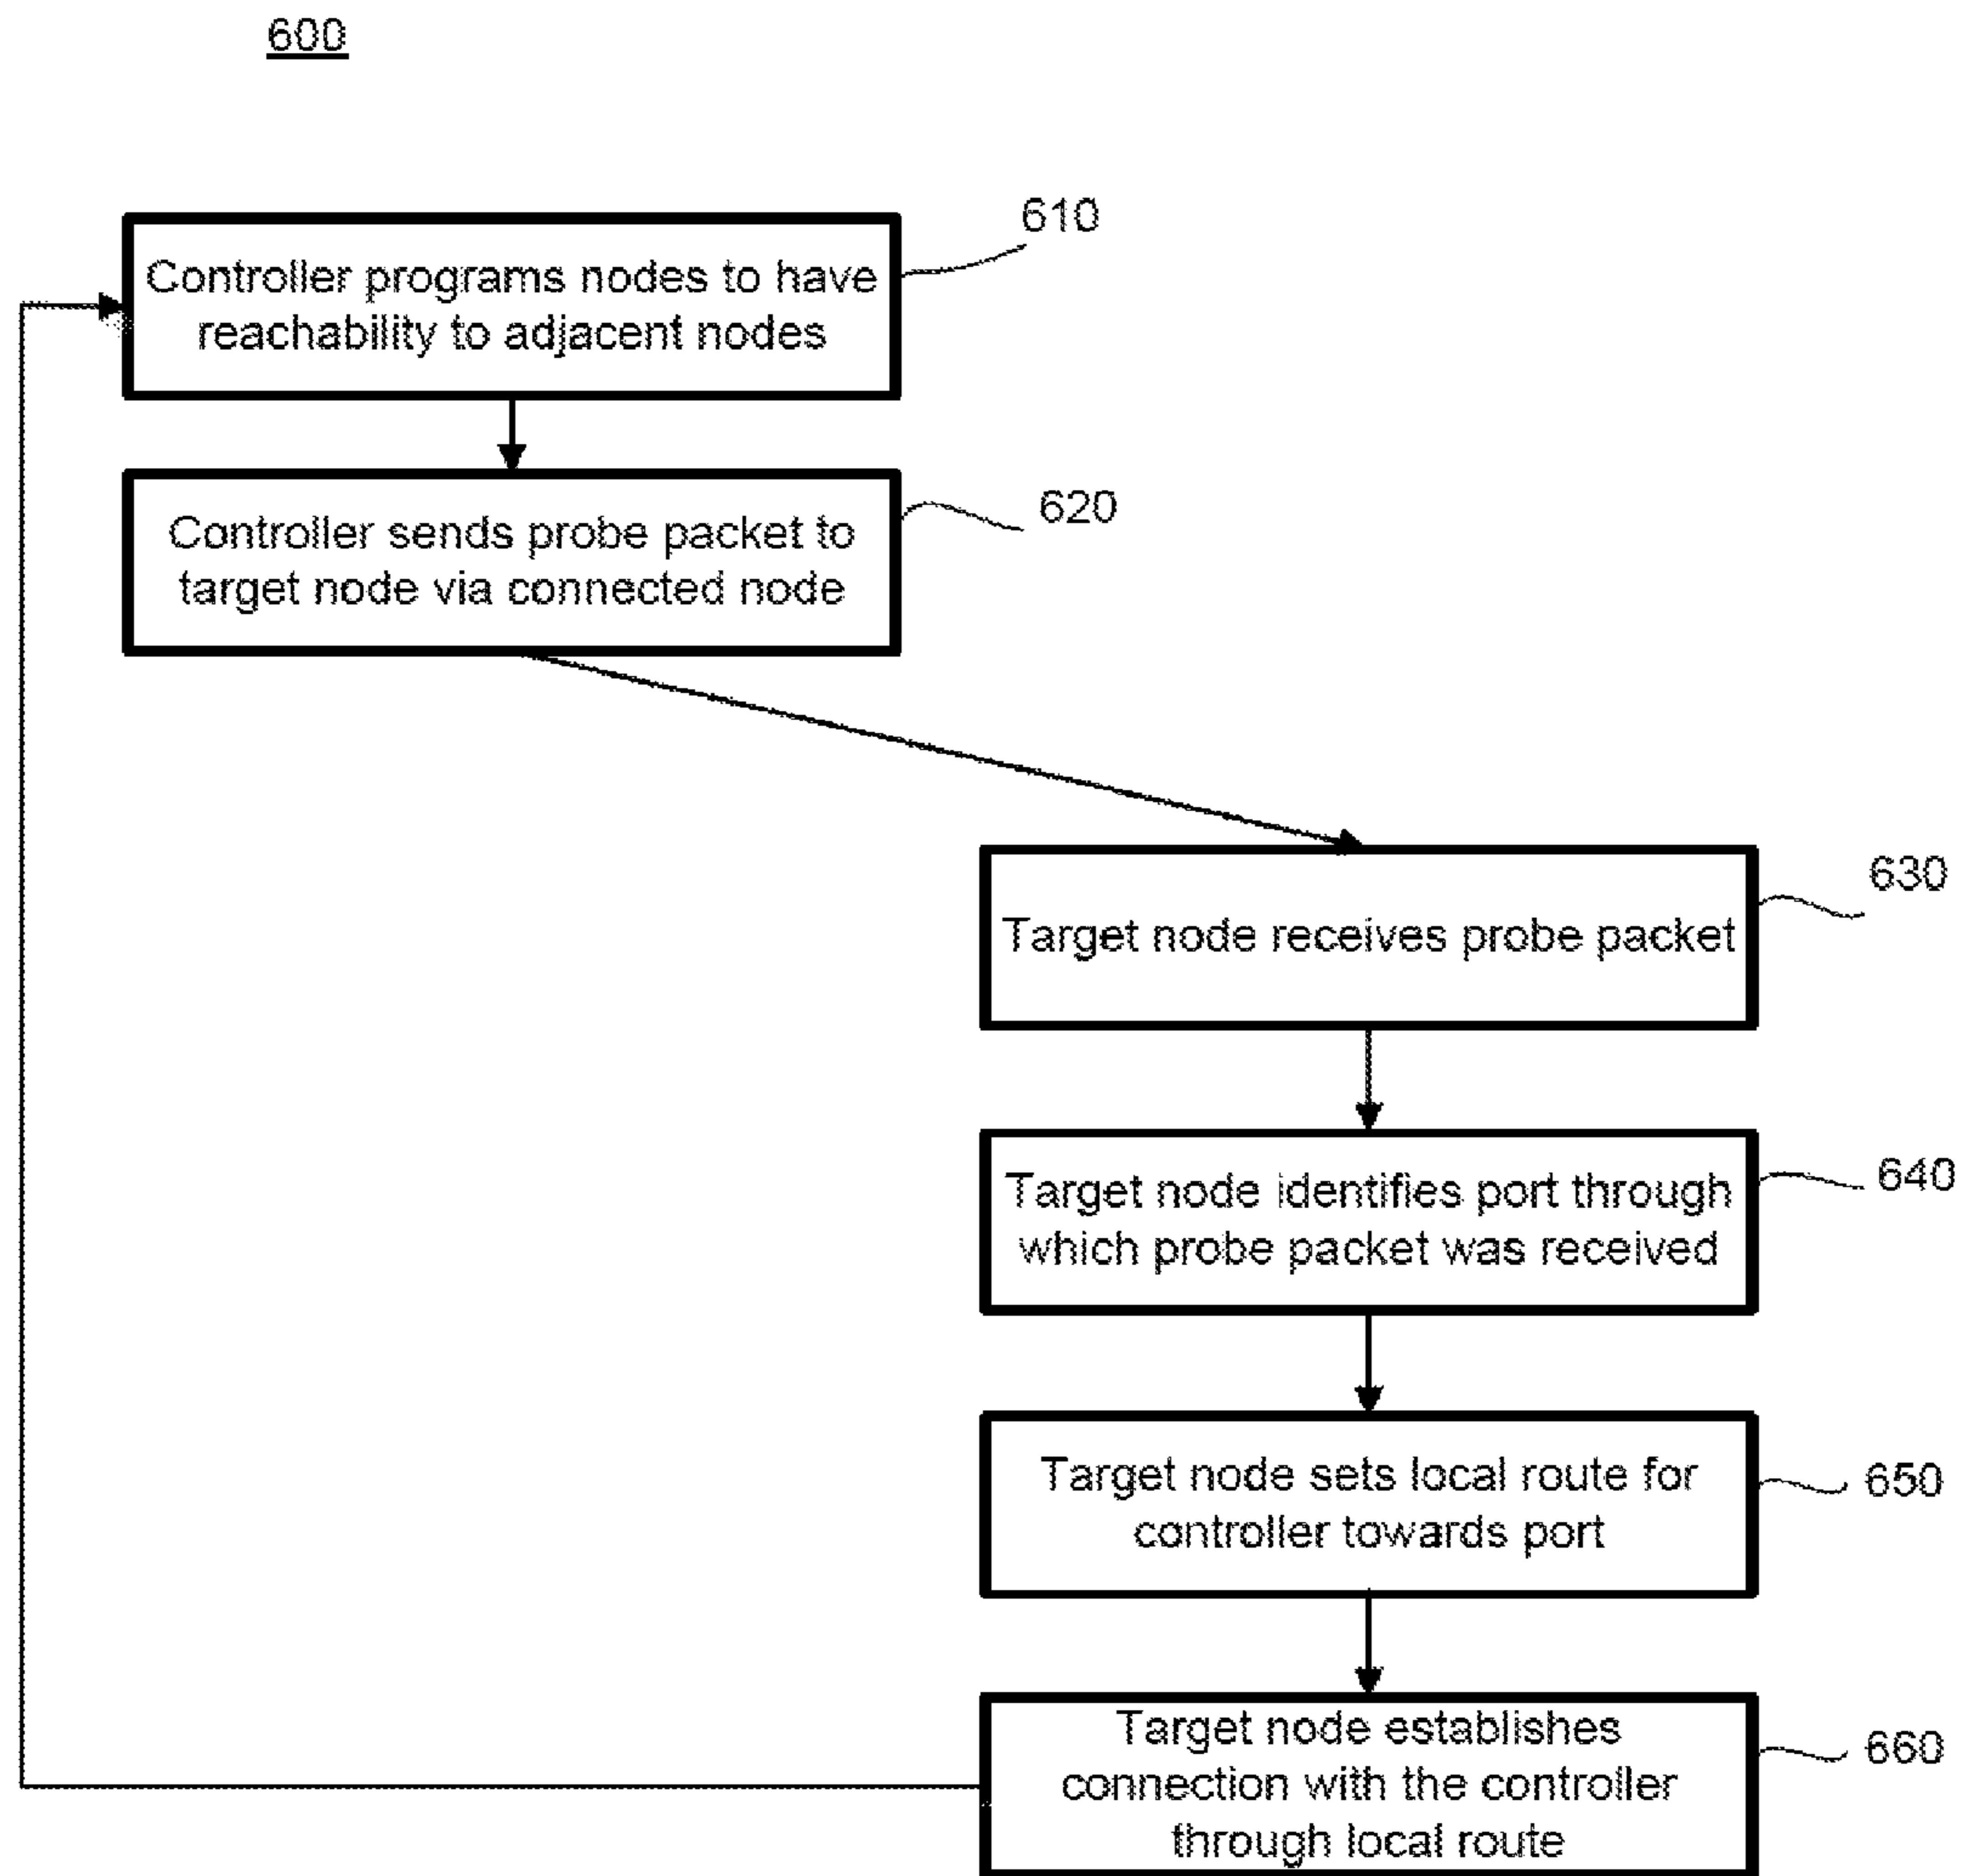 600
610
Controller programs nodes to have
reachability to adjacent nodes
620
Controller sends probe packet to
target node via connected node
630
Target node receives probe packet
640
Target node identifies port through
which probe packet was received
650
Target node sets local route for
controller towards port
660
Target node establishes
connection with the controller
through local route